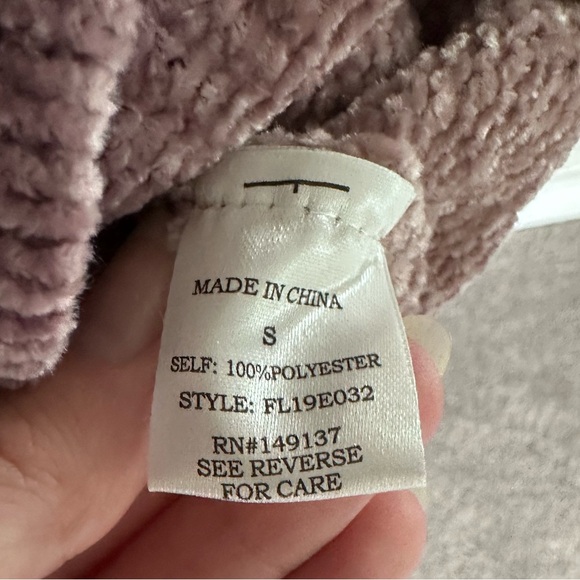 MADE IN CHINA
S
SELF: 100%POLYESTER
STYLE: FL19E032
RN#149137
SEE REVERSE
FOR CARE